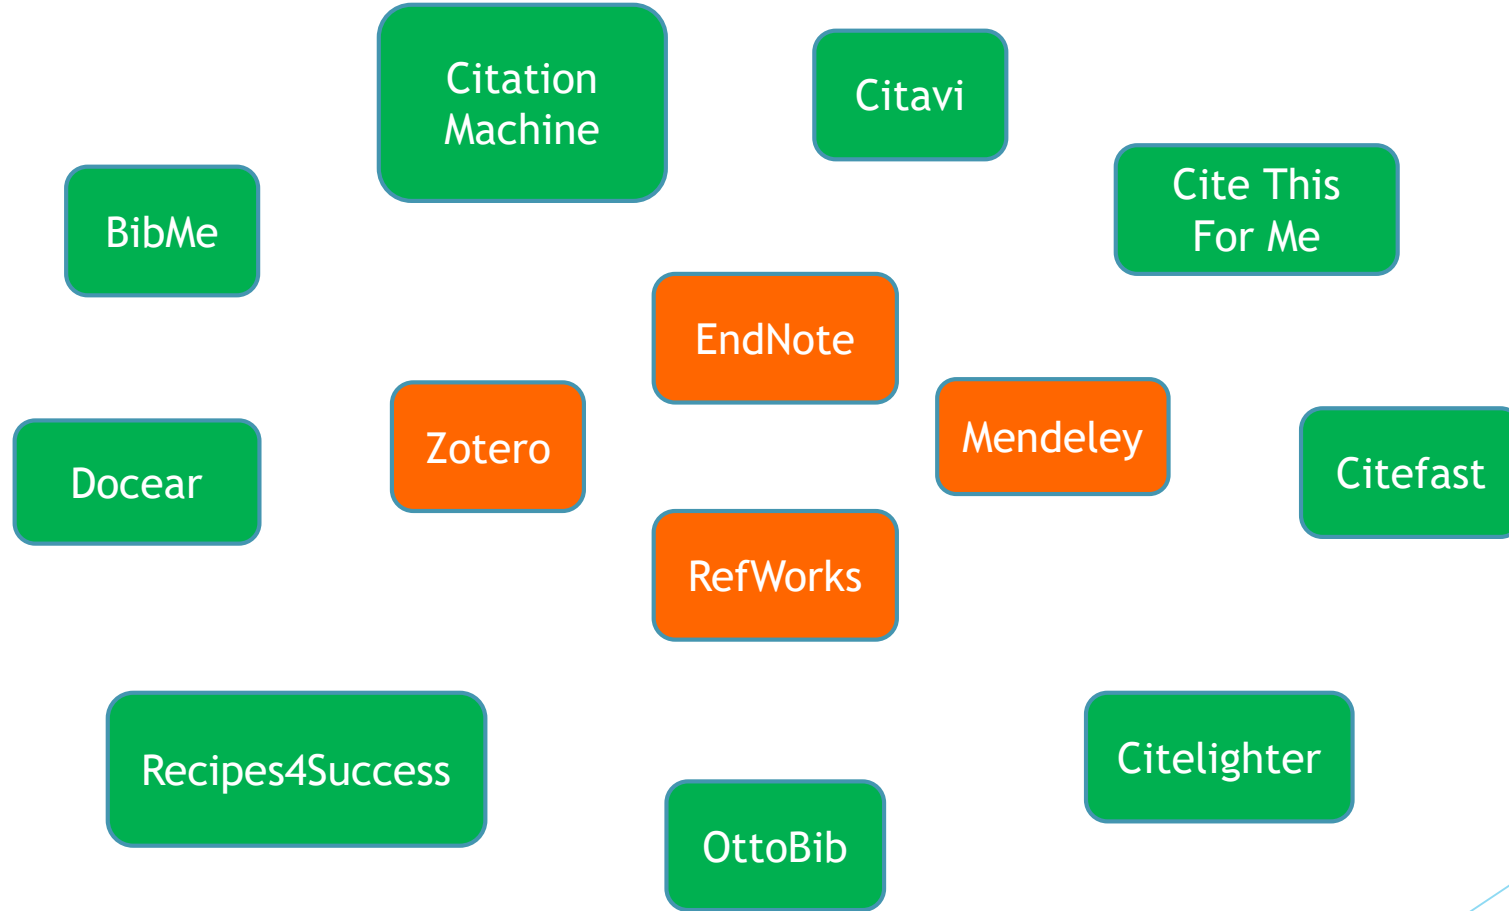 Citation
Machine
Citavi
Cite This
For Me
BibMe
EndNote
Zotero
Mendeley
Docear
Citefast
RefWorks
Recipes4Success
Citelighter
OttoBib